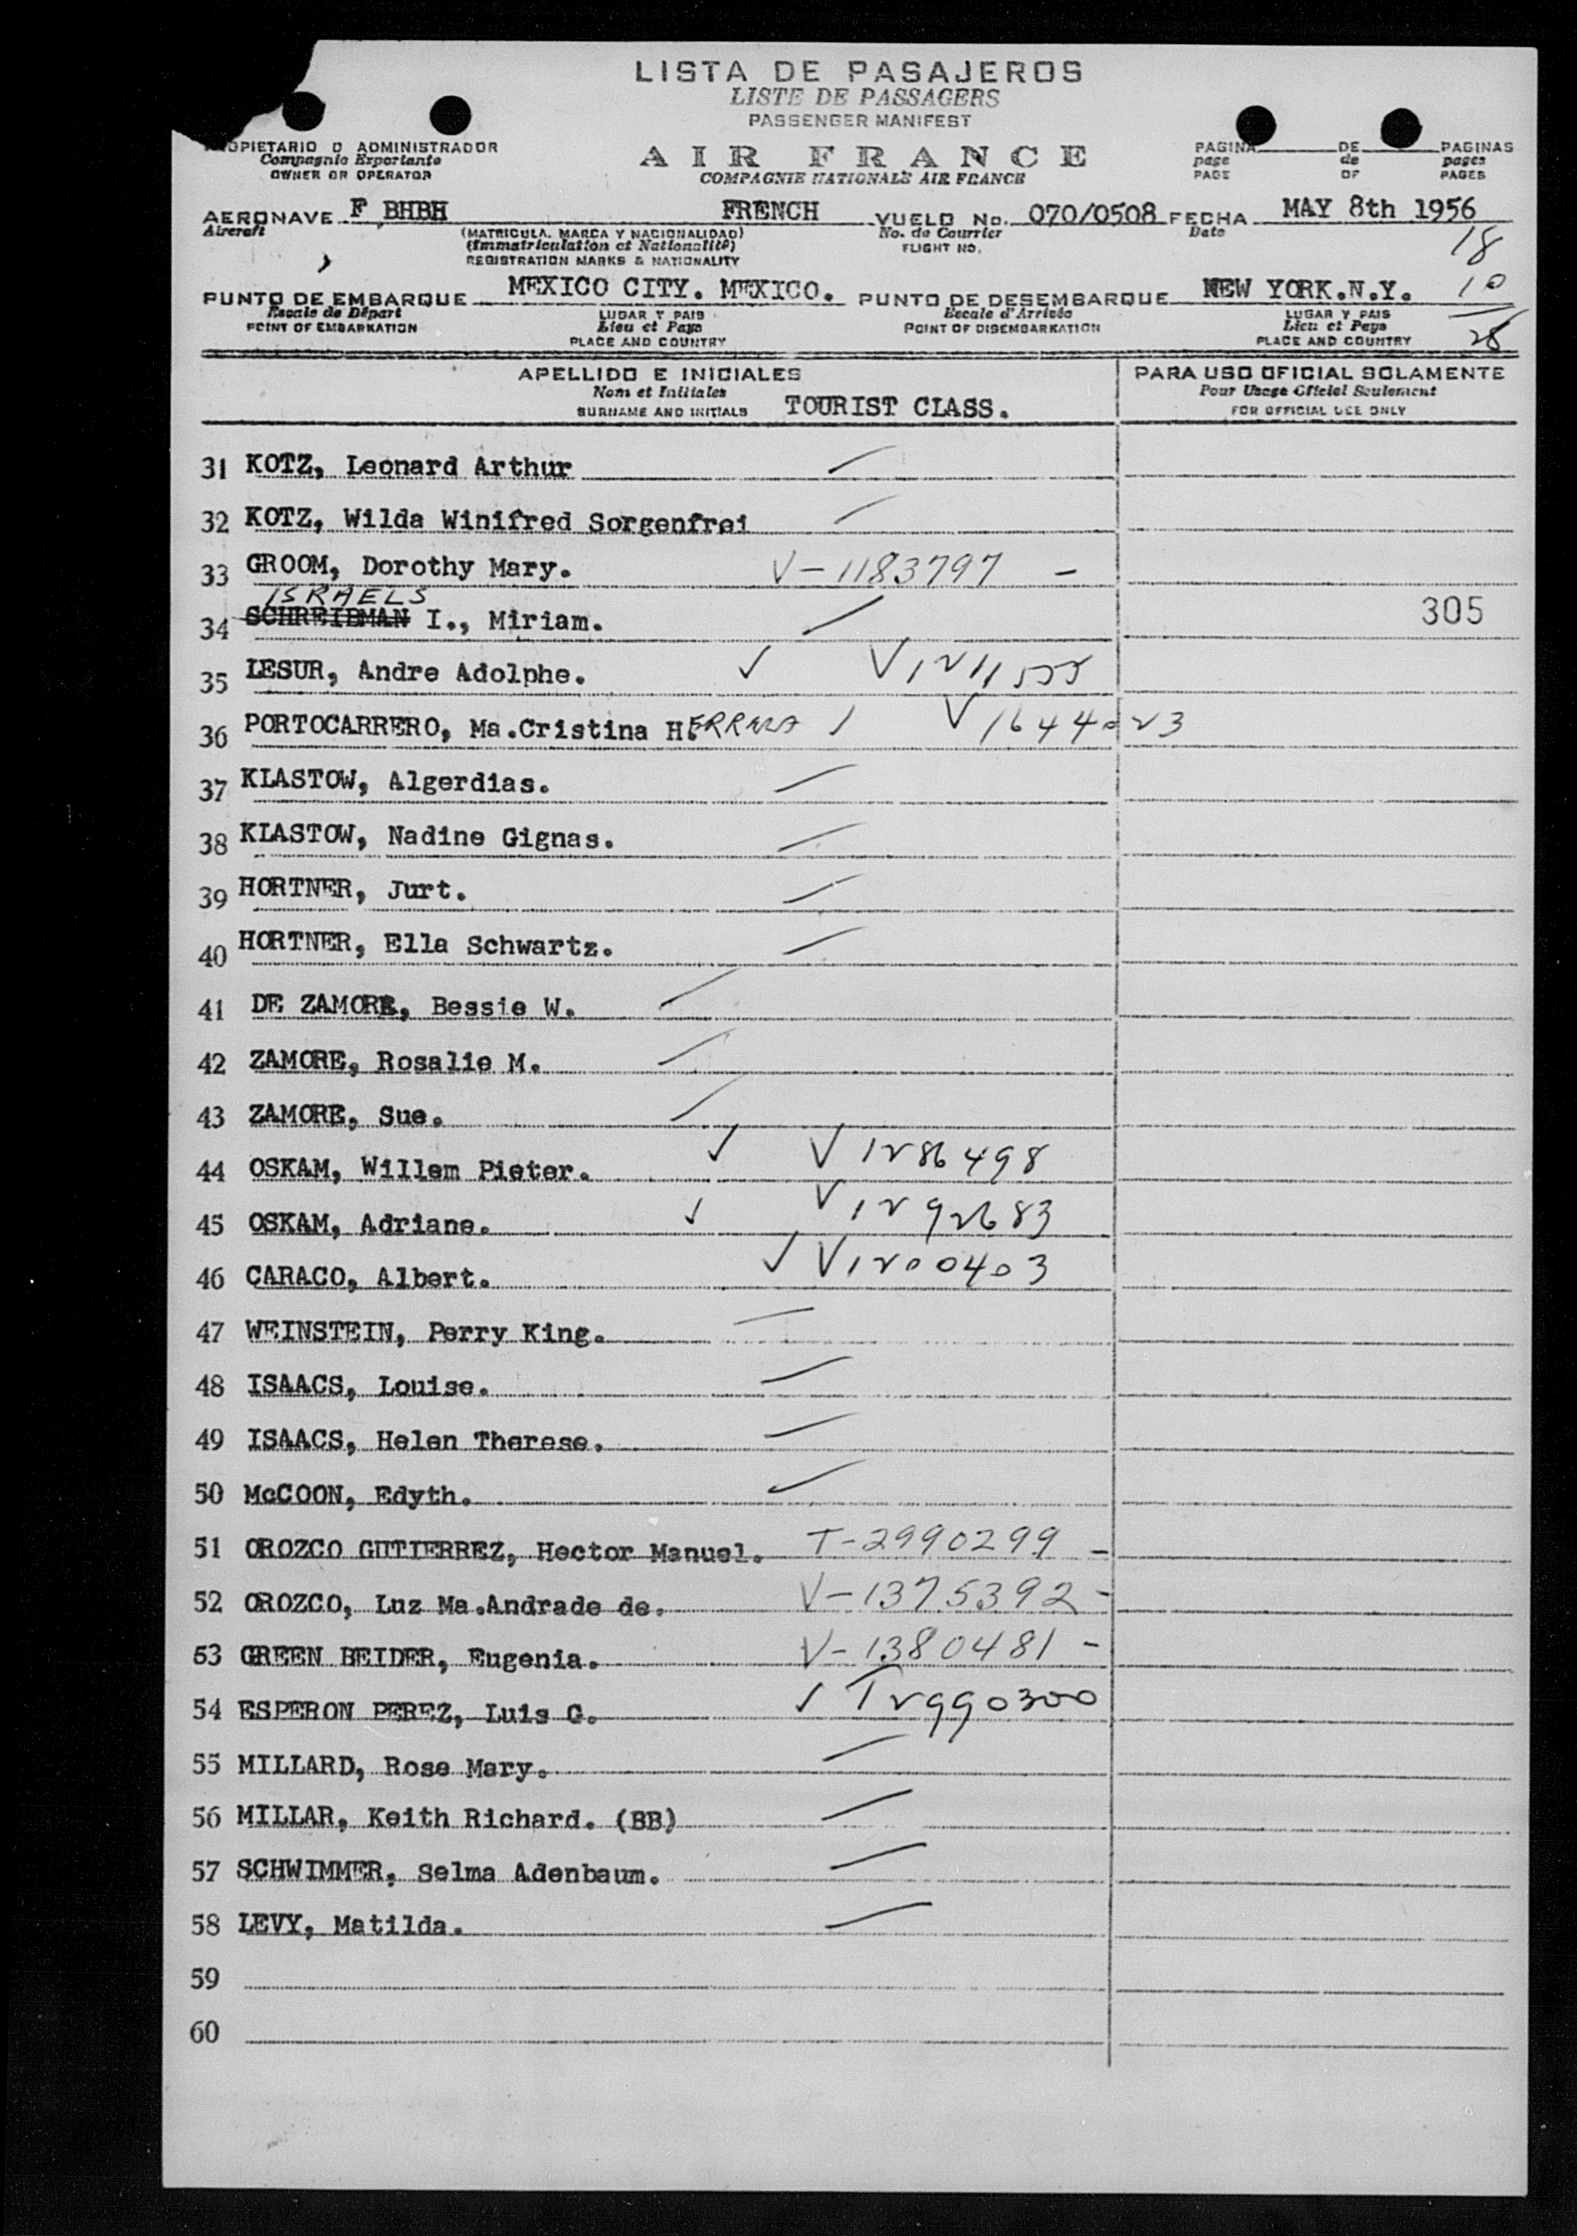 LISTA DE PASAJEROS
LISTE DE PASSAGERS
PASSENGER MANIFEST
PROPIETARIO O ADMINISTRADOR
Compagnie Exportante
OWNER OR OPERATOR
AIR FRANCE
COMPAGNIE NATIONALE AIR FRANCE
PAGINA DE PAGINAS
page de pages
PAGE OF PAGES
AERONAVE F BHBH FRENCH VUELO No. 070/0508 FECHA MAY 8th 1956
Aircraft (MATRICULA. MARCA Y NACIONALIDAD) No. de Courrier Date
(Immatriculation et Nationalité) FLIGHT NO.
REGISTRATION MARKS & NATIONALITY
18
PUNTO DE EMBARQUE MEXICO CITY. MEXICO. PUNTO DE DESEMBARQUE NEW YORK.N.Y. 10
Escale de Départ LUGAR Y PAIS Escale d'Arrivée LUGAR Y PAIS
POINT OF EMBARKATION Lieu et Pays POINT OF DISEMBARKATION Lieu et Pays
PLACE AND COUNTRY PLACE AND COUNTRY 28
APELLIDO E INICIALES PARA USO OFICIAL SOLAMENTE
Nom et Initiales Pour Usage Officiel Seulement
SURNAME AND INITIALS TOURIST CLASS. FOR OFFICIAL USE ONLY
31 KOTZ, Leonard Arthur
32 KOTZ, Wilda Winifred Sorgenfrei
33 GROOM, Dorothy Mary. V-1183797 -
ISRAELS
34 SCHREIBMAN I., Miriam. 305
35 LESUR, Andre Adolphe. ✓ V1211555
36 PORTOCARRERO, Ma.Cristina H. V1644023
37 KLASTOW, Algerdias.
38 KLASTOW, Nadine Gignas.
39 HORTNER, Jurt.
40 HORTNER, Ella Schwartz.
41 DE ZAMORE, Bessie W.
42 ZAMORE, Rosalie M.
43 ZAMORE, Sue.
44 OSKAM, Willem Pieter. ✓ V1286498
45 OSKAM, Adriane. ✓ V1292683
46 CARACO, Albert. ✓ V1200403
47 WEINSTEIN, Perry King.
48 ISAACS, Louise.
49 ISAACS, Helen Therese.
50 McCOON, Edyth.
51 OROZCO GUTIERREZ, Hector Manuel. T-2990299 -
52 OROZCO, Luz Ma.Andrade de. V-1375392 -
53 GREEN BEIDER, Eugenia. V-1380481 -
54 ESPERON PEREZ, Luis G. ✓ T2990300
55 MILLARD, Rose Mary.
56 MILLAR, Keith Richard. (BB)
57 SCHWIMMER, Selma Adenbaum.
58 LEVY, Matilda.
59
60